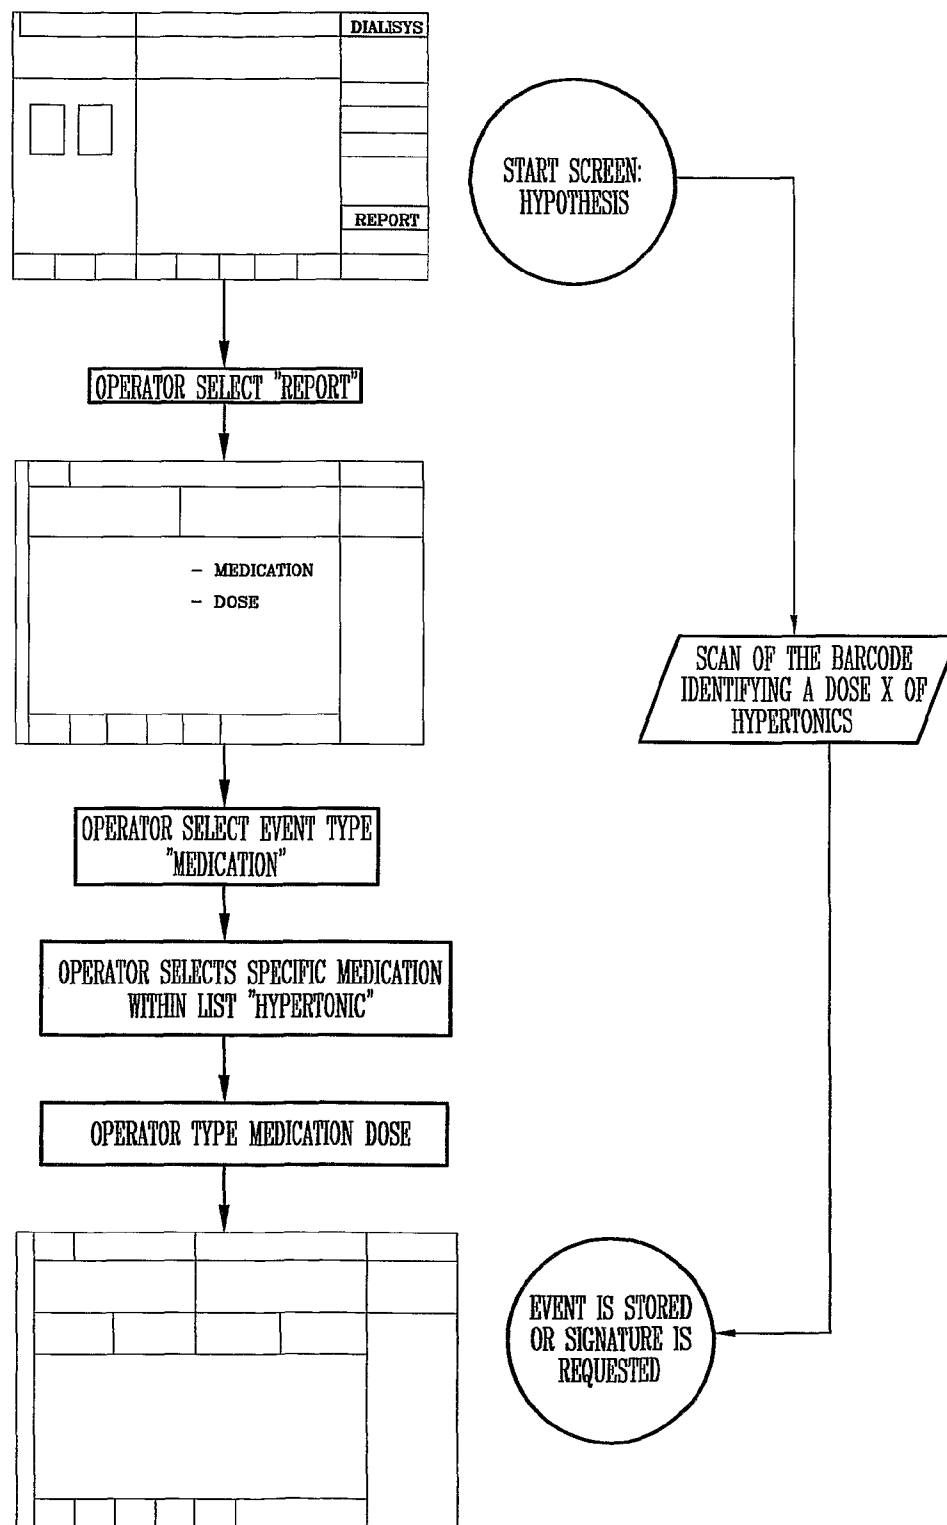 DIALISYS
REPORT
START SCREEN:
HYPOTHESIS
OPERATOR SELECT "REPORT"
- MEDICATION
- DOSE
SCAN OF THE BARCODE
IDENTIFYING A DOSE X OF
HYPERTONICS
OPERATOR SELECT EVENT TYPE
"MEDICATION"
OPERATOR SELECTS SPECIFIC MEDICATION
WITHIN LIST "HYPERTONIC"
OPERATOR TYPE MEDICATION DOSE
EVENT IS STORED
OR SIGNATURE IS
REQUESTED